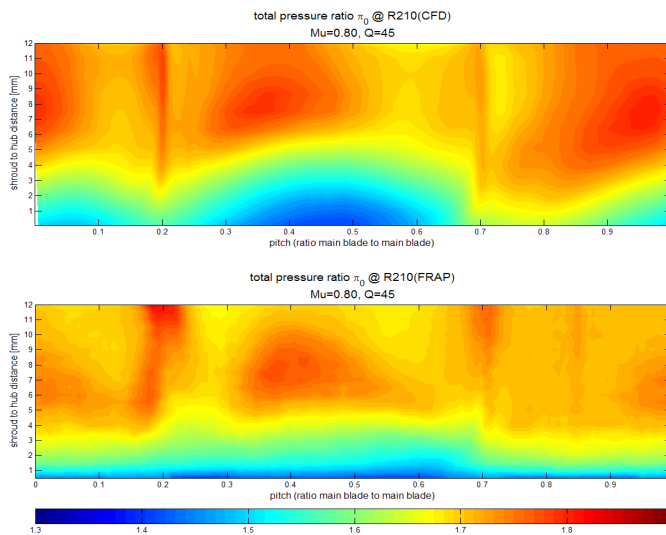 total pressure ratio π0 @ R210(CFD)
Mu=0.80, Q=45
12
11
10
9
8
7
6
5
4
3
2
1
shroud to hub distance [mm]
0.1 0.2 0.3 0.4 0.5 0.6 0.7 0.8 0.9
pitch (ratio main blade to main blade)
total pressure ratio π0 @ R210(FRAP)
Mu=0.80, Q=45
12
11
10
9
8
7
6
5
4
3
2
1
shroud to hub distance [mm]
0 0.1 0.2 0.3 0.4 0.5 0.6 0.7 0.8 0.9
pitch (ratio main blade to main blade)
1.3 1.4 1.5 1.6 1.7 1.8